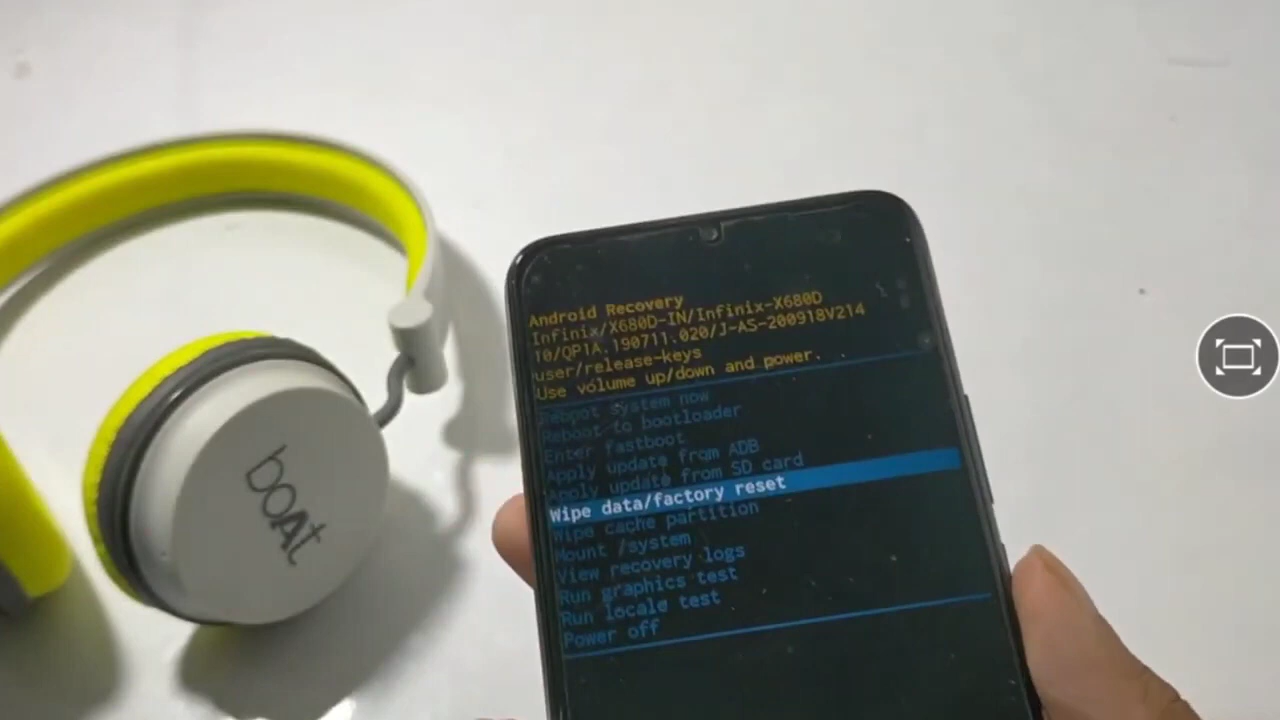 boAt
Android Recovery
Infinix/X680D-IN/Infinix-X680D
10/QP1A.190711.020/J-AS-200918V214
user/release-keys
Use volume up/down and power.
Reboot system now
Reboot to bootloader
Enter fastboot
Apply update from ADB
Apply update from SD card
Wipe data/factory reset
Wipe cache partition
Mount /system
View recovery logs
Run graphics test
Run locale test
Power off